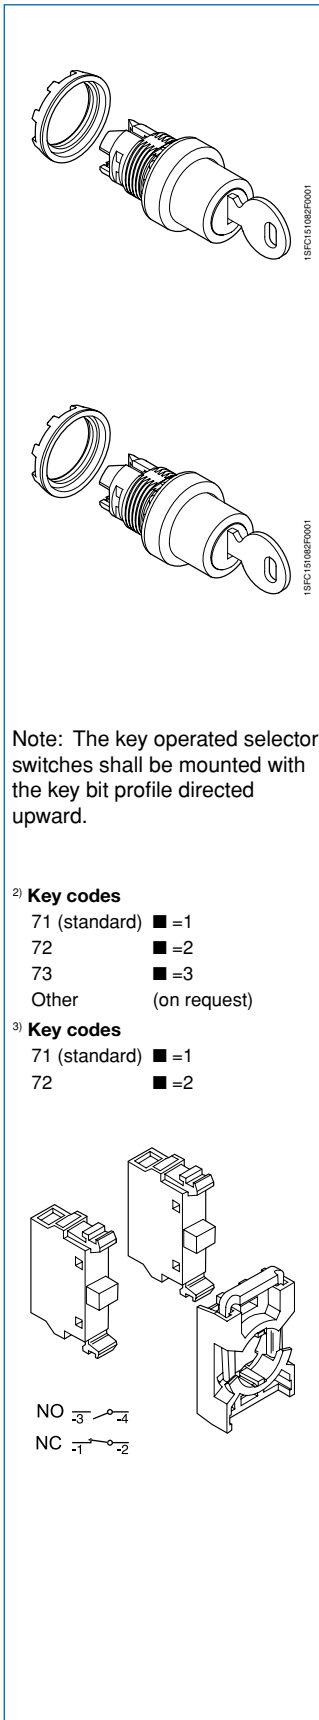 1SFC151082F0001
1SFC151082F0001
Note: The key operated selector
switches shall be mounted with
the key bit profile directed
upward.
2) Key codes
71 (standard) ■ =1
72 ■ =2
73 ■ =3
Other (on request)
3) Key codes
71 (standard) ■ =1
72 ■ =2
NO -3 -4
NC -1 -2